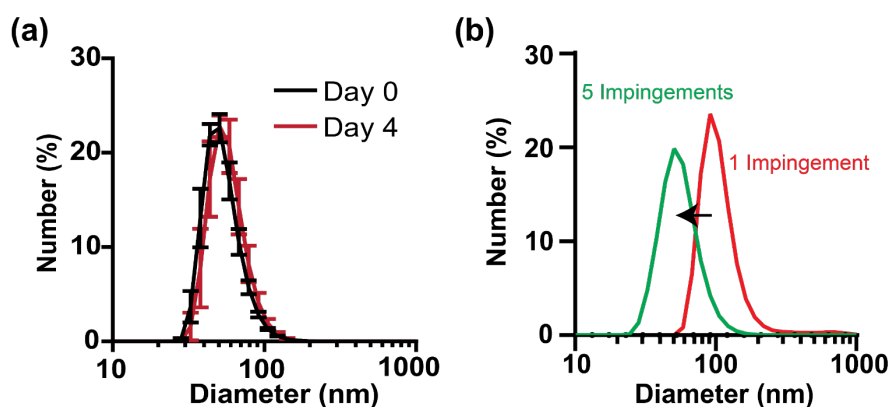 (a)
Number (%)
30
20
10
0
Day 0
Day 4
10
100
1000
Diameter (nm)
(b)
Number (%)
30
20
10
0
5 Impingements
1 Impingement
10
100
1000
Diameter (nm)